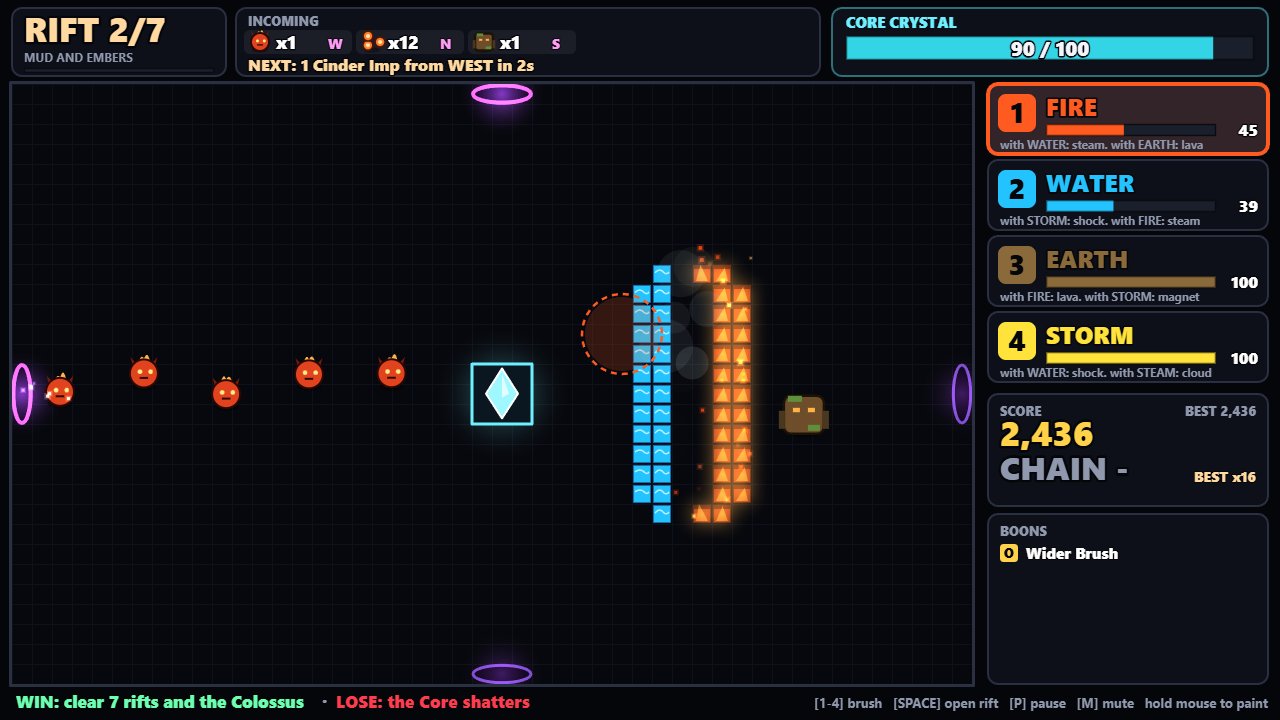 RIFT 2/7
MUD AND EMBERS
INCOMING
x1 W x12 N x1 S
NEXT: 1 Cinder Imp from WEST in 2s
CORE CRYSTAL
90 / 100
1 FIRE
45
with WATER: steam. with EARTH: lava
2 WATER
39
with STORM: shock. with FIRE: steam
3 EARTH
100
with FIRE: lava. with STORM: magnet
4 STORM
100
with WATER: shock. with STEAM: cloud
SCORE BEST 2,436
2,436
CHAIN - BEST x16
BOONS
O Wider Brush
WIN: clear 7 rifts and the Colossus · LOSE: the Core shatters
[1-4] brush [SPACE] open rift [P] pause [M] mute hold mouse to paint